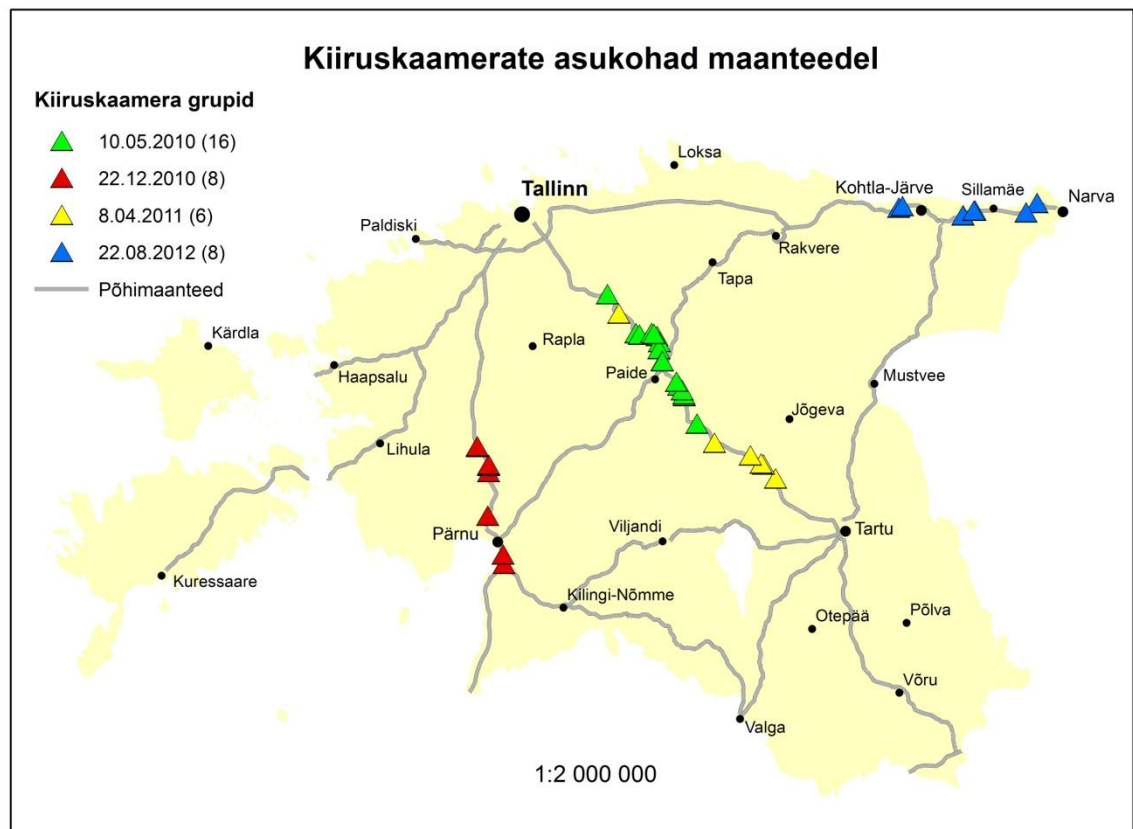 Kiiruskaamerate asukohad maanteedel
Kiiruskaamera grupid
10.05.2010 (16)
22.12.2010 (8)
8.04.2011 (6)
22.08.2012 (8)
Põhimaanteed
Loksa
Tallinn
Kohtla-Järve
Sillamäe
Narva
Paldiski
Rakvere
Tapa
Kärdla
Rapla
Haapsalu
Paide
Mustvee
Jõgeva
Lihula
Pärnu
Viljandi
Tartu
Kuressaare
Kilingi-Nõmme
Otepää
Põlva
Võru
Valga
1:2 000 000